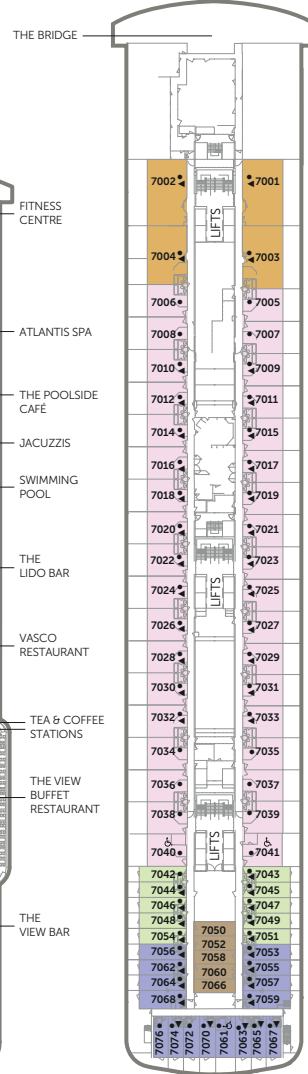 THE BRIDGE
FITNESS
CENTRE
ATLANTIS SPA
THE POOLSIDE
CAFÉ
JACUZZIS
SWIMMING
POOL
THE
LIDO BAR
VASCO
RESTAURANT
TEA & COFFEE
STATIONS
THE VIEW
BUFFET
RESTAURANT
THE
VIEW BAR
7002 7001
LIFTS
7004 7003
7006 7005
7008 7007
7010 7009
7012 7011
7014 7015
7016 7017
7018 7019
7020 7021
7022 7023
LIFTS
7024 7025
7026 7027
7028 7029
7030 7031
7032 7033
7034 7035
7036 7037
7038 7039
LIFTS
7040 7041
7042 7043
7044 7045
7046 7047
7048 7049
7054 7050 7051
7056 7052 7053
7062 7058 7055
7064 7060 7057
7068 7066 7059
7076 7074 7072 7070 7061 7063 7065 7067